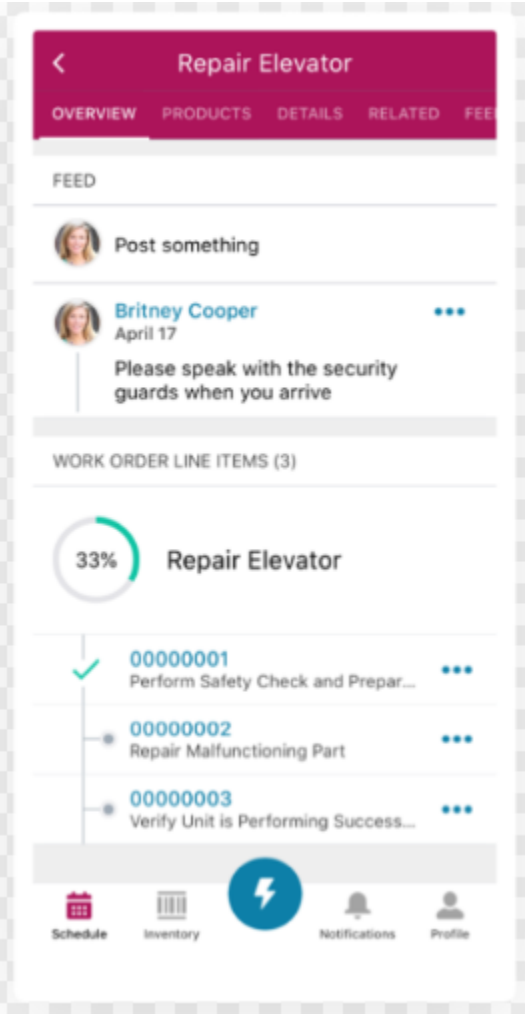 Repair Elevator
OVERVIEW PRODUCTS DETAILS RELATED FEE
FEED
Post something
Britney Cooper
April 17
Please speak with the security
guards when you arrive
WORK ORDER LINE ITEMS (3)
33% Repair Elevator
00000001
Perform Safety Check and Prepar...
00000002
Repair Malfunctioning Part
00000003
Verify Unit is Performing Success...
Schedule Inventory Notifications Profile